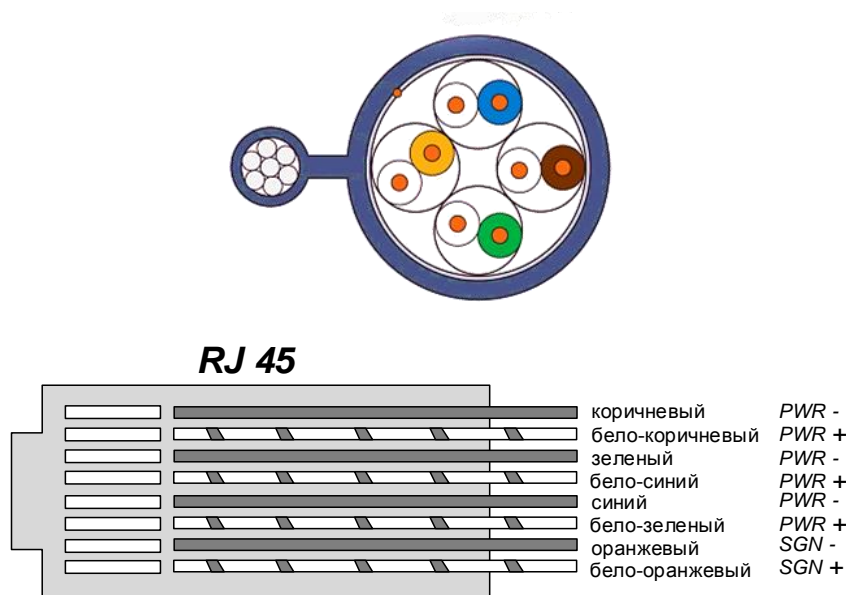 RJ 45
коричневый PWR -
бело-коричневый PWR +
зеленый PWR -
бело-синий PWR +
синий PWR -
бело-зеленый PWR +
оранжевый SGN -
бело-оранжевый SGN +